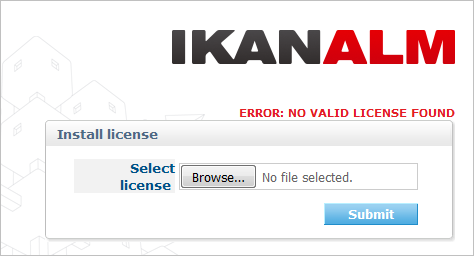 IKANALM
ERROR: NO VALID LICENSE FOUND
Install license
Select
license
Browse... No file selected.
Submit